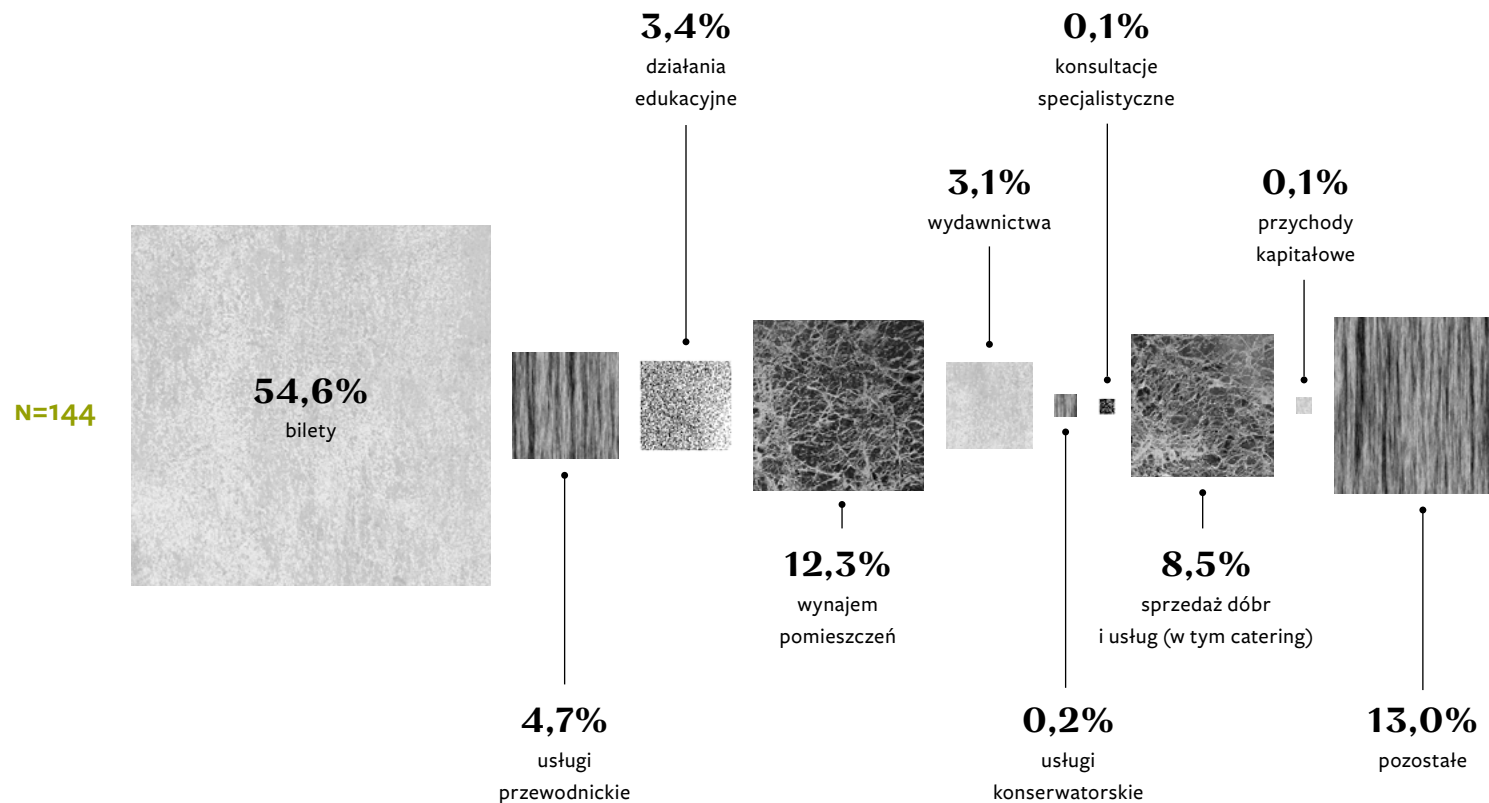 3,4%
działania
edukacyjne
0,1%
konsultacje
specjalistyczne
3,1%
wydawnictwa
0,1%
przychody
kapitałowe
N=144
54,6%
bilety
12,3%
wynajem
pomieszczeń
8,5%
sprzedaż dóbr
i usług (w tym catering)
4,7%
usługi
przewodnickie
0,2%
usługi
konserwatorskie
13,0%
pozostałe